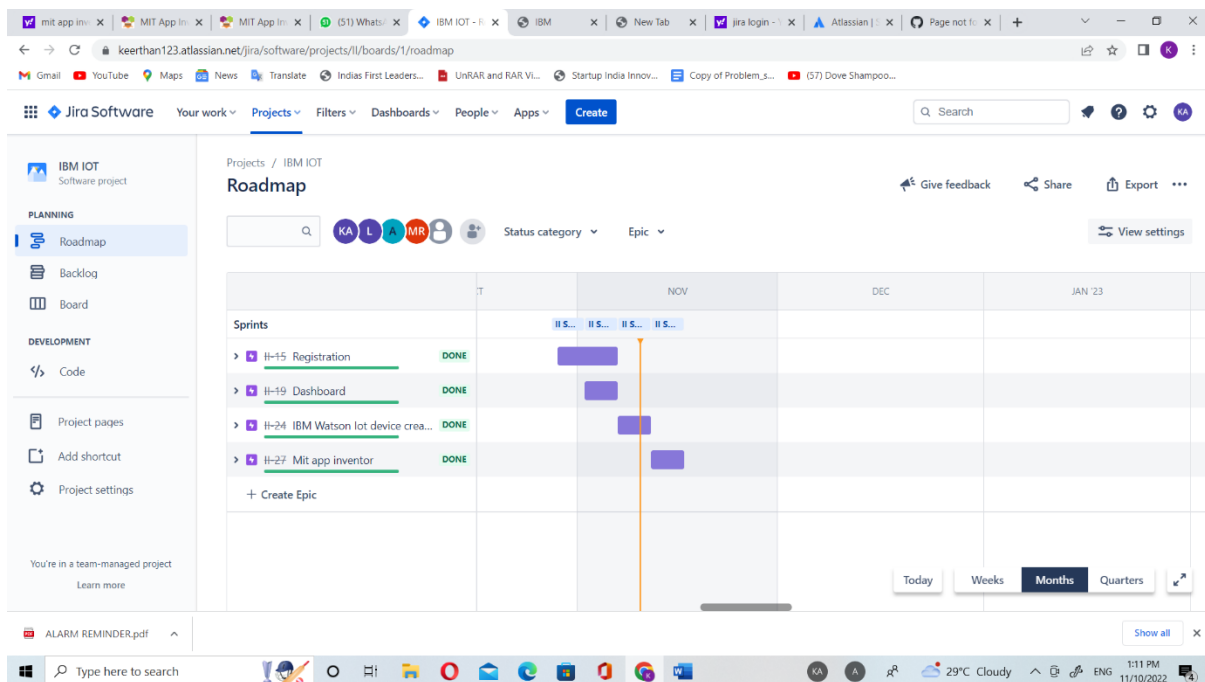 mit app inv
MIT App In
MIT App In
(51) Whats
IBM IOT - R
IBM
New Tab
jira login -
Atlassian |
Page not fo
keerthan123.atlassian.net/jira/software/projects/II/boards/1/roadmap
K
Gmail
YouTube
Maps
News
Translate
Indias First Leaders...
UnRAR and RAR Vi...
Startup India Innov...
Copy of Problem_s...
(57) Dove Shampoo...
Jira Software
Your work
Projects
Filters
Dashboards
People
Apps
Create
Search
KA
IBM IOT
Software project
PLANNING
Roadmap
Backlog
Board
DEVELOPMENT
Code
Project pages
Add shortcut
Project settings
You're in a team-managed project
Learn more
Projects / IBM IOT
Roadmap
Give feedback
Share
Export
KA L A MR
Status category
Epic
View settings
T NOV DEC JAN '23
Sprints
II S... II S... II S... II S...
II-15 Registration DONE
II-19 Dashboard DONE
II-24 IBM Watson Iot device crea... DONE
II-27 Mit app inventor DONE
+ Create Epic
Today
Weeks
Months
Quarters
ALARM REMINDER.pdf
Show all
Type here to search
KA
A
29°C Cloudy
ENG
1:11 PM
11/10/2022
4